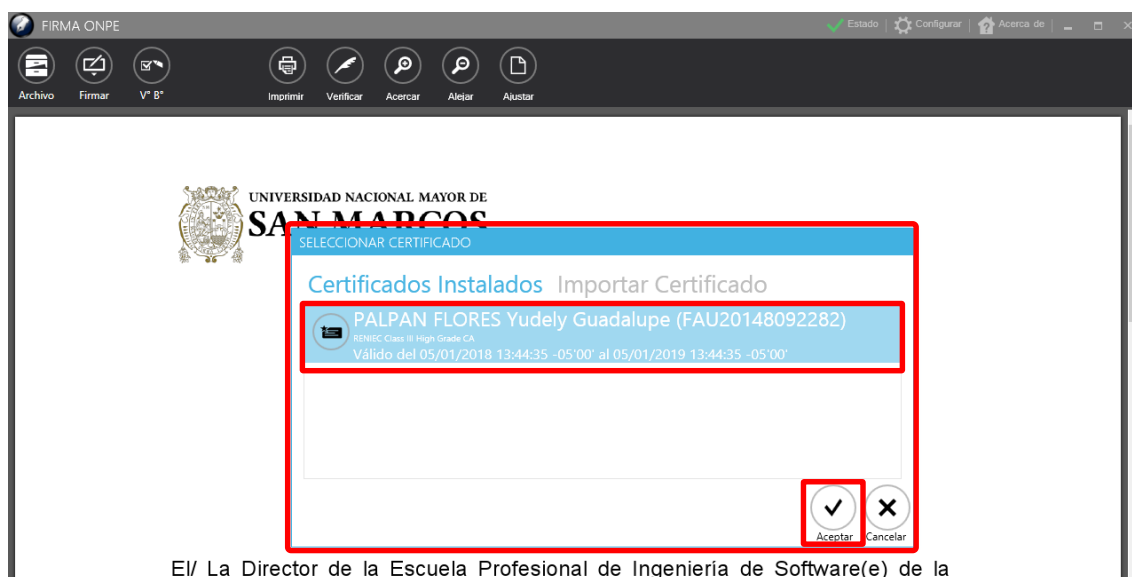 FIRMA ONPE
Estado | Configurar | Acerca de
Archivo Firmar V° B° Imprimir Verificar Acercar Alejar Ajustar
UNIVERSIDAD NACIONAL MAYOR DE
SAN MARCOS
SELECCIONAR CERTIFICADO
Certificados Instalados Importar Certificado
PALPAN FLORES Yudely Guadalupe (FAU20148092282)
RENIEC Class III High Grade CA
Válido del 05/01/2018 13:44:35 -05'00' al 05/01/2019 13:44:35 -05'00'
Aceptar Cancelar
El/ La Director de la Escuela Profesional de Ingeniería de Software(e) de la